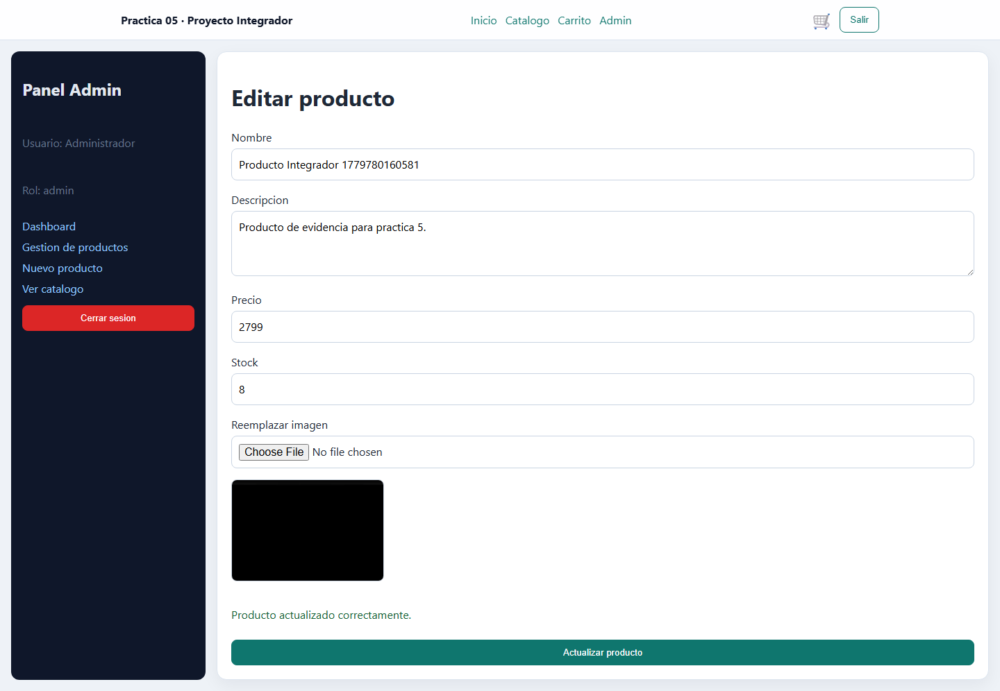 Practica 05 · Proyecto Integrador
Inicio Catalogo Carrito Admin
Salir
Panel Admin
Usuario: Administrador
Rol: admin
Dashboard
Gestion de productos
Nuevo producto
Ver catalogo
Cerrar sesion
Editar producto
Nombre
Producto Integrador 1779780160581
Descripcion
Producto de evidencia para practica 5.
Precio
2799
Stock
8
Reemplazar imagen
Choose File No file chosen
Producto actualizado correctamente.
Actualizar producto